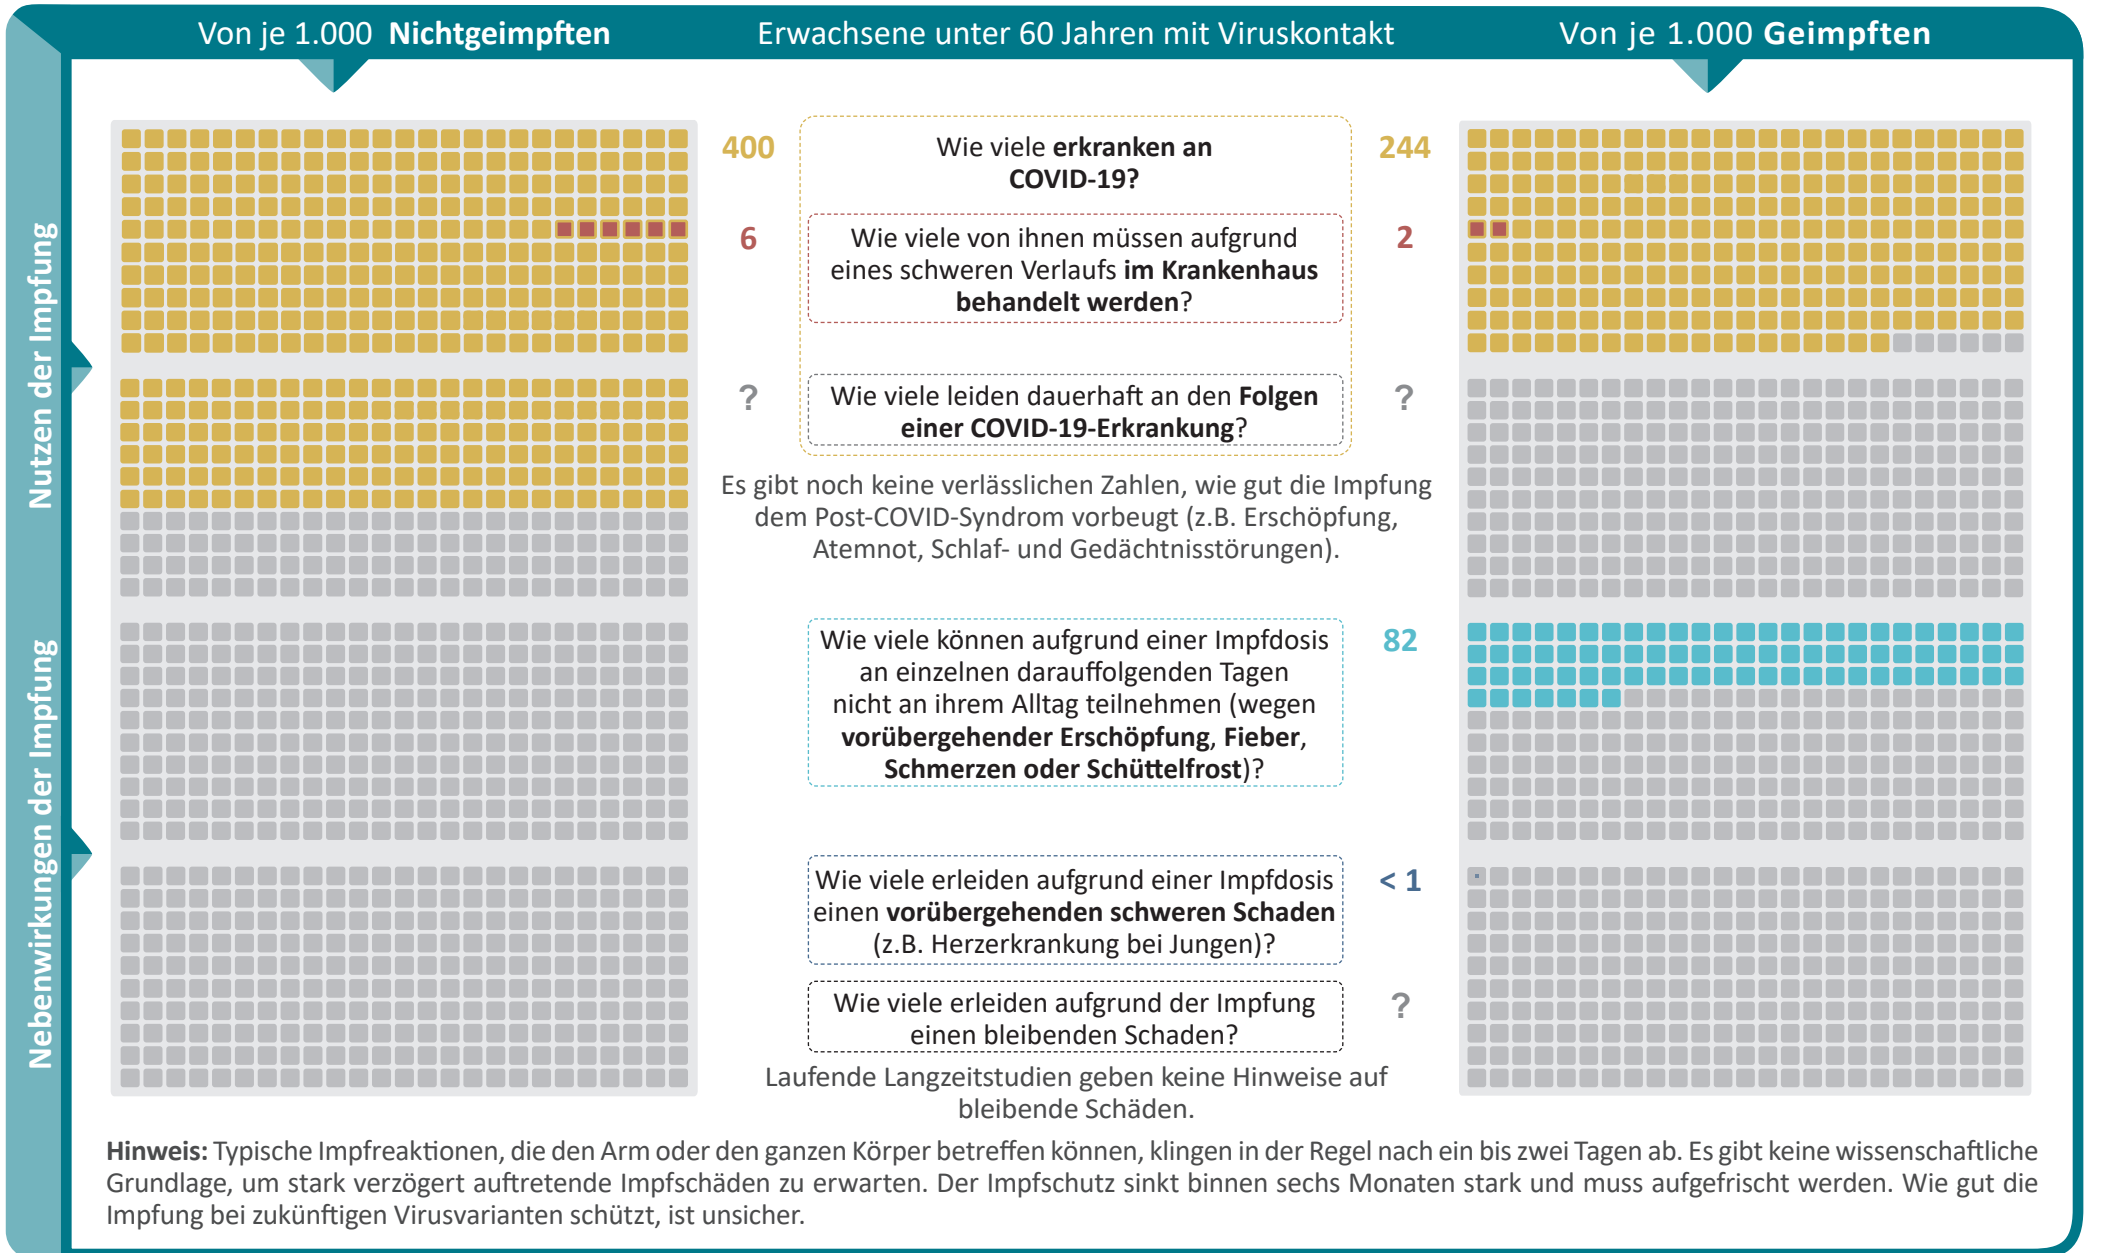 Von je 1.000 Nichtgeimpften
Erwachsene unter 60 Jahren mit Viruskontakt
Von je 1.000 Geimpften
Nutzen der Impfung
400
Wie viele erkranken an
COVID-19?
244
6
Wie viele von ihnen müssen aufgrund
eines schweren Verlaufs im Krankenhaus
behandelt werden?
2
?
Wie viele leiden dauerhaft an den Folgen
einer COVID-19-Erkrankung?
?
Es gibt noch keine verlässlichen Zahlen, wie gut die Impfung
dem Post-COVID-Syndrom vorbeugt (z.B. Erschöpfung,
Atemnot, Schlaf- und Gedächtnisstörungen).
Nebenwirkungen der Impfung
Wie viele können aufgrund einer Impfdosis
an einzelnen darauffolgenden Tagen
nicht an ihrem Alltag teilnehmen (wegen
vorübergehender Erschöpfung, Fieber,
Schmerzen oder Schüttelfrost)?
82
Wie viele erleiden aufgrund einer Impfdosis
einen vorübergehenden schweren Schaden
(z.B. Herzerkrankung bei Jungen)?
< 1
Wie viele erleiden aufgrund der Impfung
einen bleibenden Schaden?
?
Laufende Langzeitstudien geben keine Hinweise auf
bleibende Schäden.
Hinweis: Typische Impfreaktionen, die den Arm oder den ganzen Körper betreffen können, klingen in der Regel nach ein bis zwei Tagen ab. Es gibt keine wissenschaftliche
Grundlage, um stark verzögert auftretende Impfschäden zu erwarten. Der Impfschutz sinkt binnen sechs Monaten stark und muss aufgefrischt werden. Wie gut die
Impfung bei zukünftigen Virusvarianten schützt, ist unsicher.